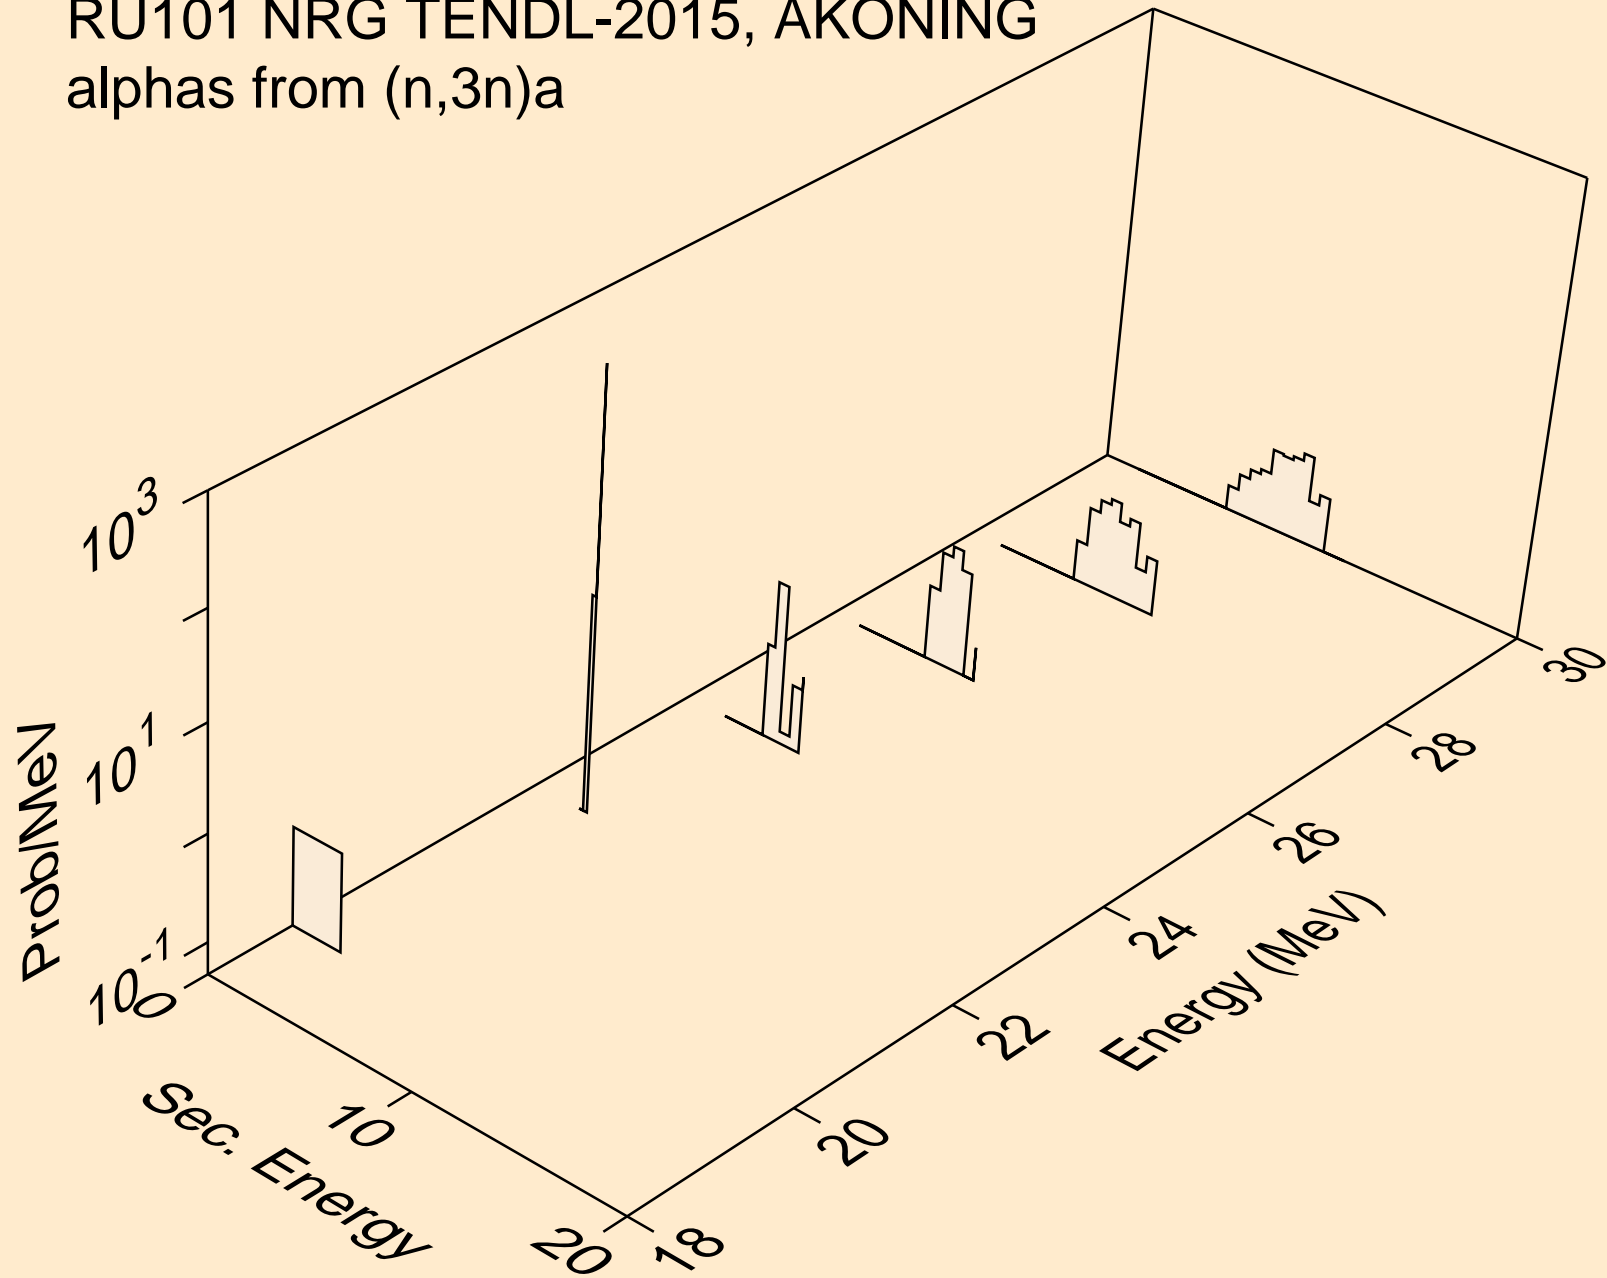 RU101 NRG TENDL-2015, AKONING
alphas from (n,3n)a
10^3
10^1
10^-1
Prob/MeV
0
10
20
Sec. Energy
18
20
22
24
26
28
30
Energy (MeV)